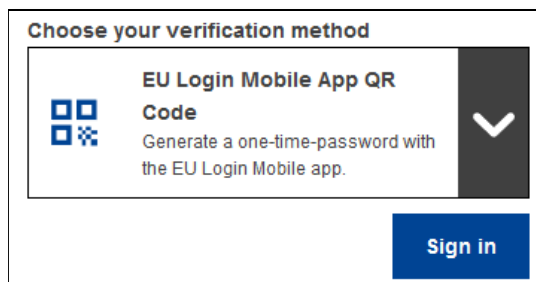 Choose your verification method
EU Login Mobile App QR
Code
Generate a one-time-password with
the EU Login Mobile app.
Sign in